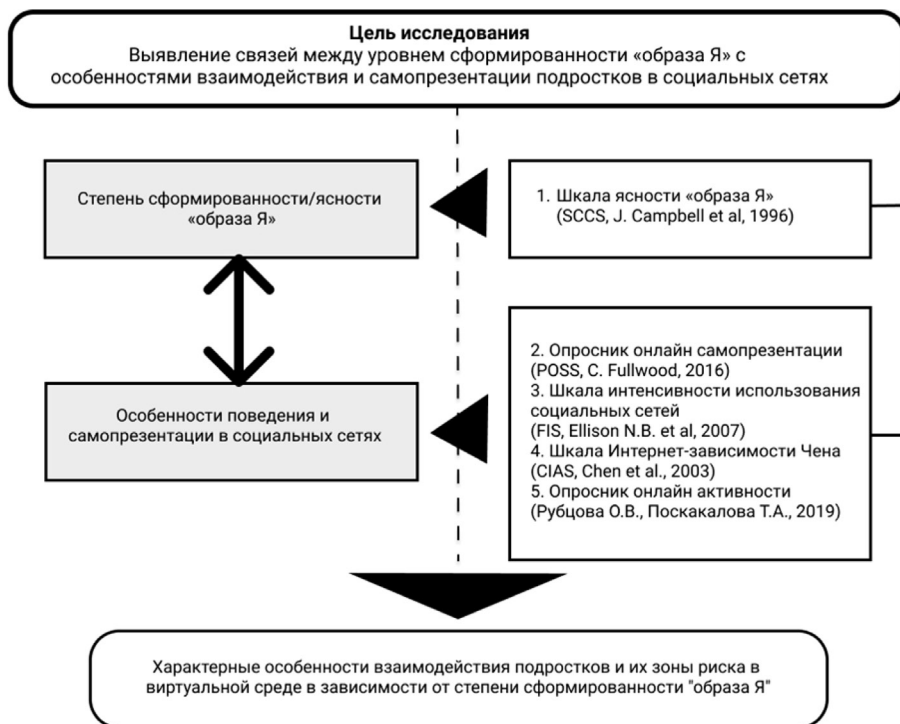 Цель исследования
Выявление связей между уровнем сформированности «образа Я» с
особенностями взаимодействия и самопрезентации подростков в социальных сетях
Степень сформированности/ясности
«образа Я»
1. Шкала ясности «образа Я»
(SCCS, J. Campbell et al, 1996)
Особенности поведения и
самопрезентации в социальных сетях
2. Опросник онлайн самопрезентации
(POSS, C. Fullwood, 2016)
3. Шкала интенсивности использования
социальных сетей
(FIS, Ellison N.B. et al, 2007)
4. Шкала Интернет-зависимости Чена
(CIAS, Chen et al., 2003)
5. Опросник онлайн активности
(Рубцова О.В., Поскакалова Т.А., 2019)
Характерные особенности взаимодействия подростков и их зоны риска в
виртуальной среде в зависимости от степени сформированности "образа Я"